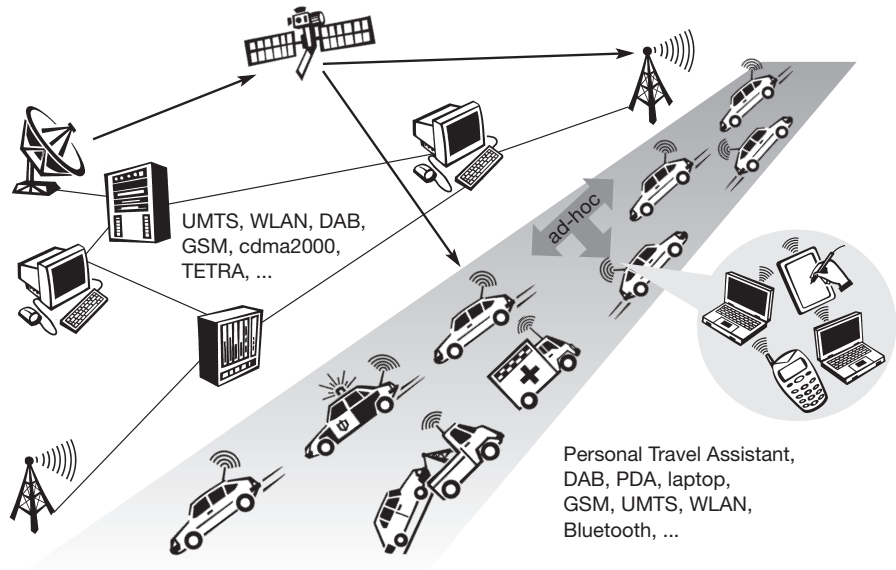 UMTS, WLAN, DAB,
GSM, cdma2000,
TETRA, ...
ad-hoc
Personal Travel Assistant,
DAB, PDA, laptop,
GSM, UMTS, WLAN,
Bluetooth, ...